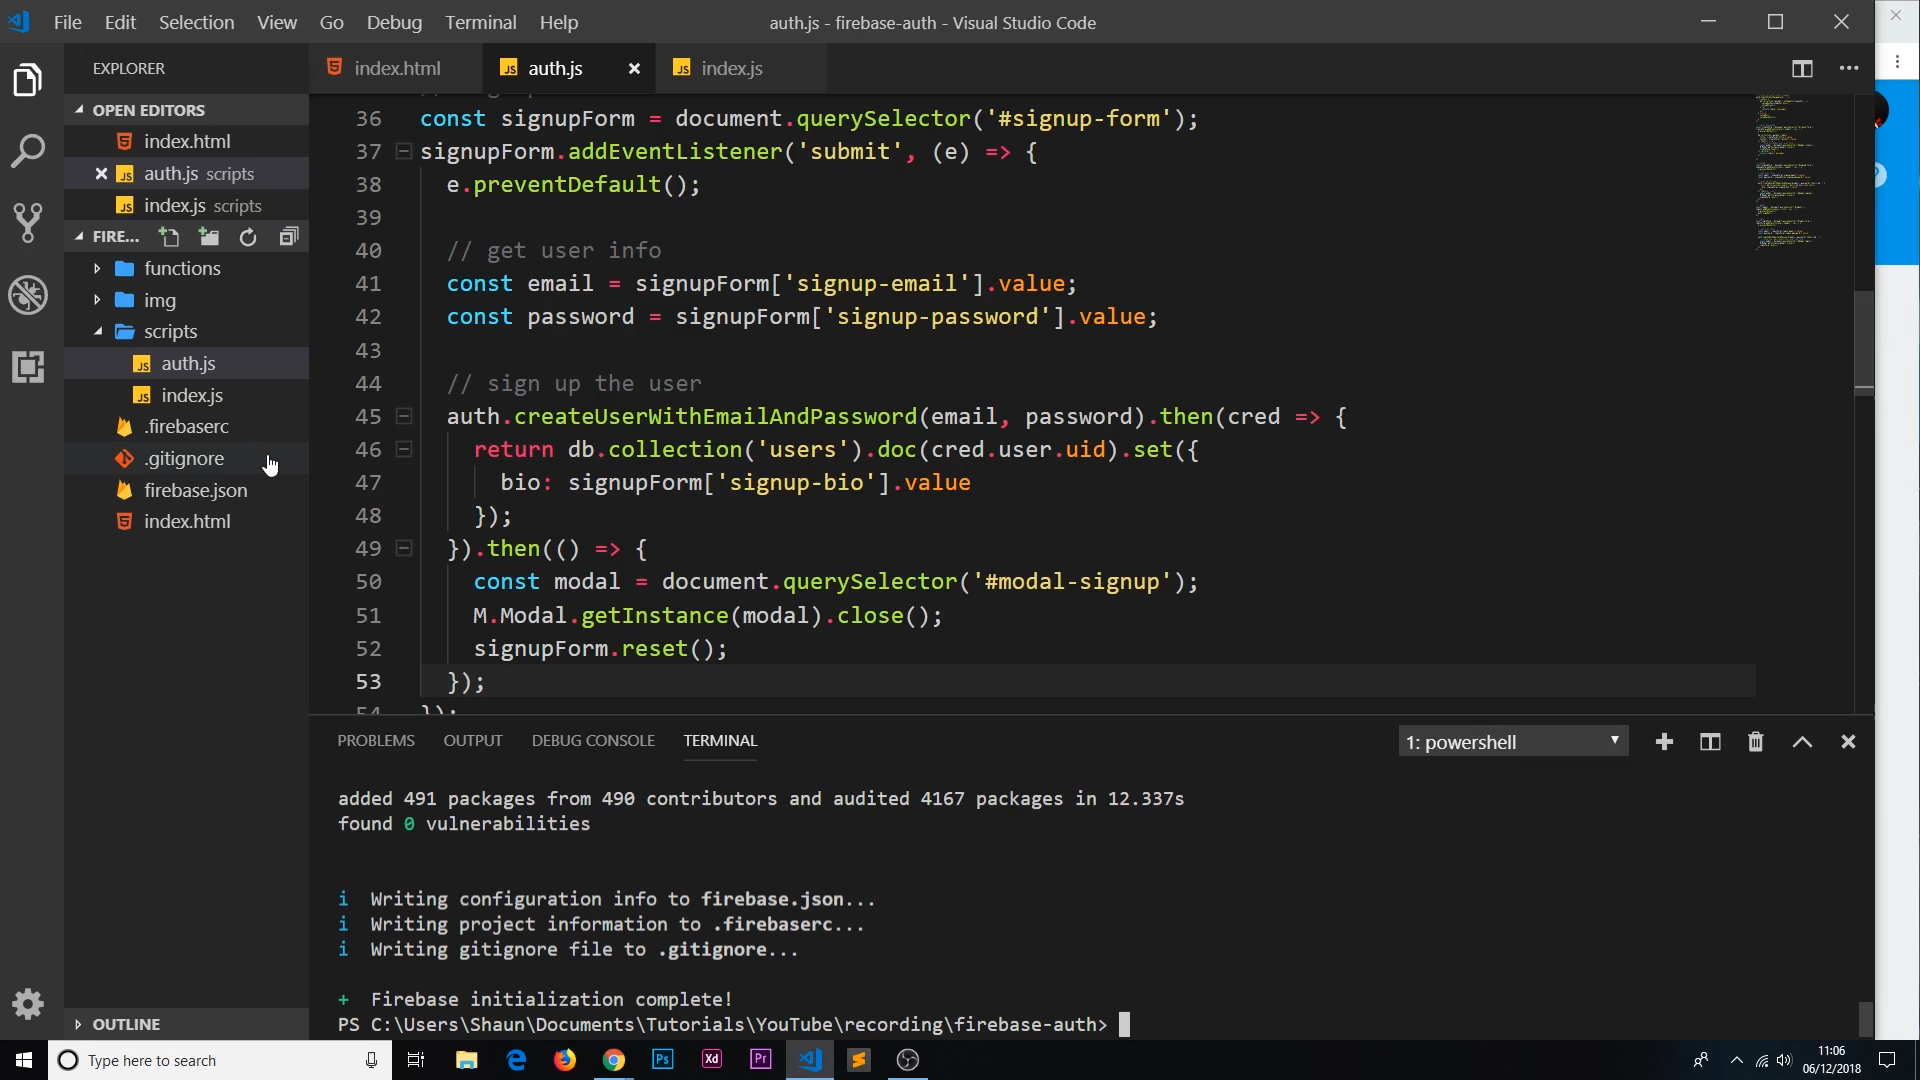 File Edit Selection View Go Debug Terminal Help
auth.js - firebase-auth - Visual Studio Code
EXPLORER
OPEN EDITORS
index.html
auth.js scripts
index.js scripts
FIRE...
functions
img
scripts
auth.js
index.js
.firebaserc
.gitignore
firebase.json
index.html
OUTLINE
index.html auth.js index.js
36 const signupForm = document.querySelector('#signup-form');
37 signupForm.addEventListener('submit', (e) => {
38 e.preventDefault();
39
40 // get user info
41 const email = signupForm['signup-email'].value;
42 const password = signupForm['signup-password'].value;
43
44 // sign up the user
45 auth.createUserWithEmailAndPassword(email, password).then(cred => {
46 return db.collection('users').doc(cred.user.uid).set({
47 bio: signupForm['signup-bio'].value
48 });
49 }).then(() => {
50 const modal = document.querySelector('#modal-signup');
51 M.Modal.getInstance(modal).close();
52 signupForm.reset();
53 });
54 });
PROBLEMS OUTPUT DEBUG CONSOLE TERMINAL
1: powershell
added 491 packages from 490 contributors and audited 4167 packages in 12.337s
found 0 vulnerabilities
i Writing configuration info to firebase.json...
i Writing project information to .firebaserc...
i Writing gitignore file to .gitignore...
+ Firebase initialization complete!
PS C:\Users\Shaun\Documents\Tutorials\YouTube\recording\firebase-auth>
Type here to search
Ps Xd Pr
11:06
06/12/2018